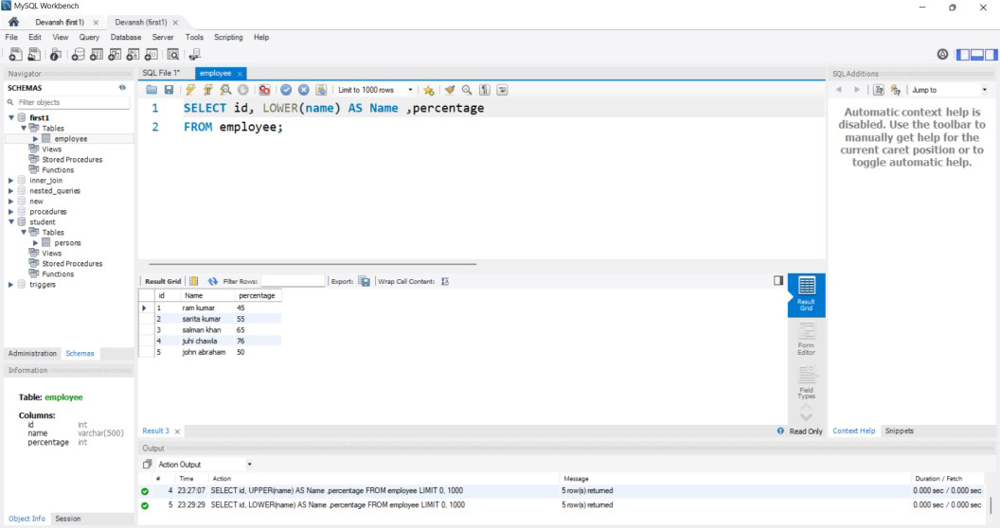 MySQL Workbench
Devansh (first1) × Devansh (first1) ×
File Edit View Query Database Server Tools Scripting Help
Navigator
SCHEMAS
Filter objects
first1
Tables
employee
Views
Stored Procedures
Functions
inner_join
nested_queries
new
procedures
student
Tables
persons
Views
Stored Procedures
Functions
triggers
Administration Schemas
Information
Table: employee
Columns:
id int
name varchar(500)
percentage int
Object Info Session
SQL File 1* employee ×
Limit to 1000 rows
1 SELECT id, LOWER(name) AS Name ,percentage
2 FROM employee;
Result Grid Filter Rows: Export: Wrap Cell Content:
id Name percentage
1 ram kumar 45
2 sarita kumar 55
3 salman khan 65
4 juhi chawla 76
5 john abraham 50
Result Grid
Form Editor
Field Types
Result 3 × Read Only
Output
Action Output
# Time Action Message Duration / Fetch
4 23:27:07 SELECT id, UPPER(name) AS Name ,percentage FROM employee LIMIT 0, 1000 5 row(s) returned 0.000 sec / 0.000 sec
5 23:29:29 SELECT id, LOWER(name) AS Name ,percentage FROM employee LIMIT 0, 1000 5 row(s) returned 0.000 sec / 0.000 sec
SQLAdditions
Jump to
Automatic context help is
disabled. Use the toolbar to
manually get help for the
current caret position or to
toggle automatic help.
Context Help Snippets